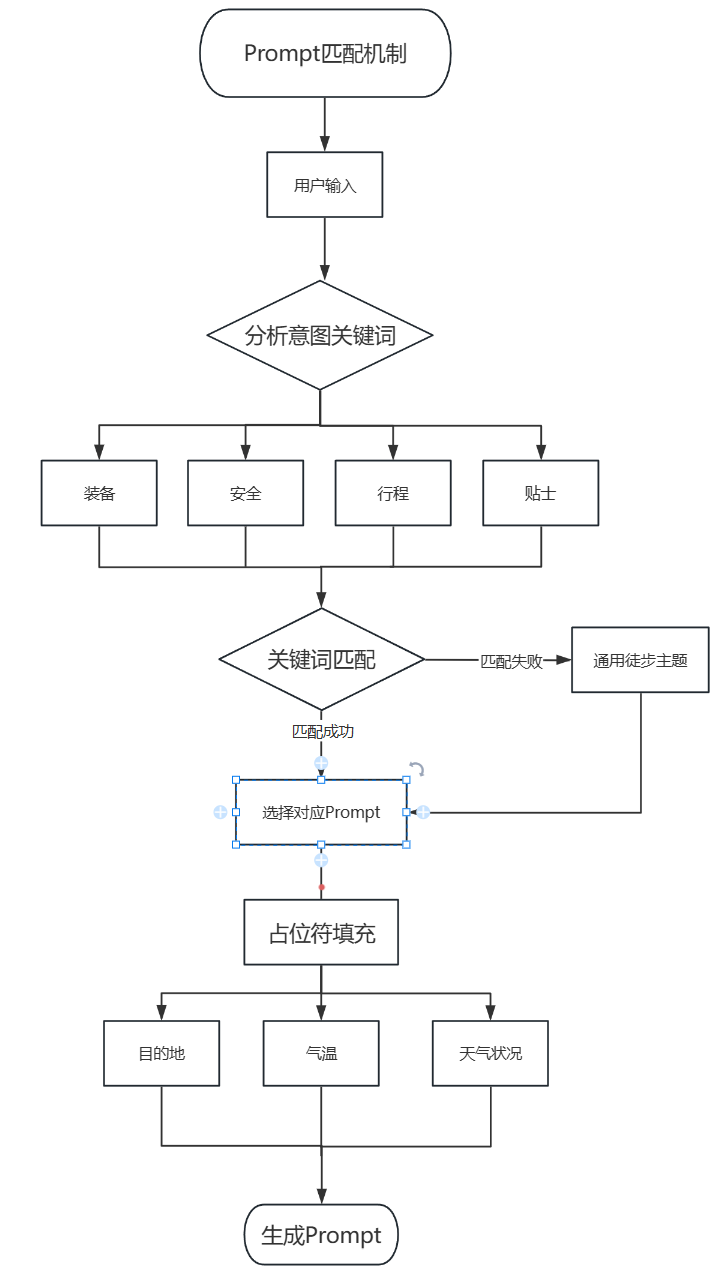 Prompt匹配机制
用户输入
分析意图关键词
装备
安全
行程
贴士
关键词匹配
匹配失败
通用徒步主题
匹配成功
选择对应Prompt
占位符填充
目的地
气温
天气状况
生成Prompt